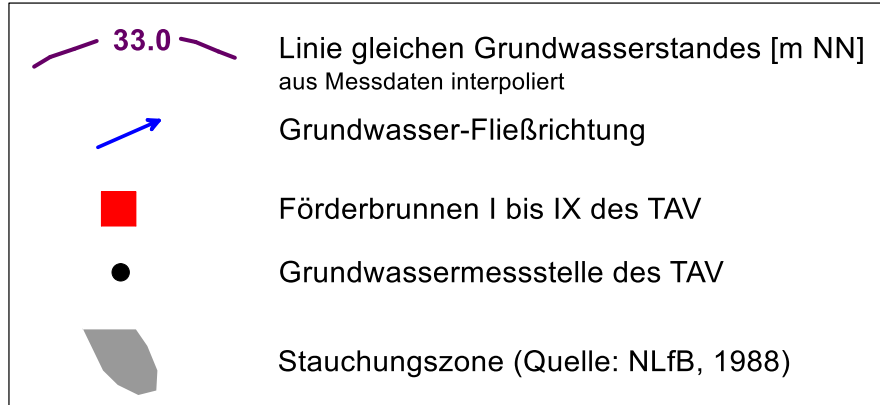 33.0 Linie gleichen Grundwasserstandes [m NN]
aus Messdaten interpoliert
Grundwasser-Fließrichtung
Förderbrunnen I bis IX des TAV
Grundwassermessstelle des TAV
Stauchungszone (Quelle: NLfB, 1988)